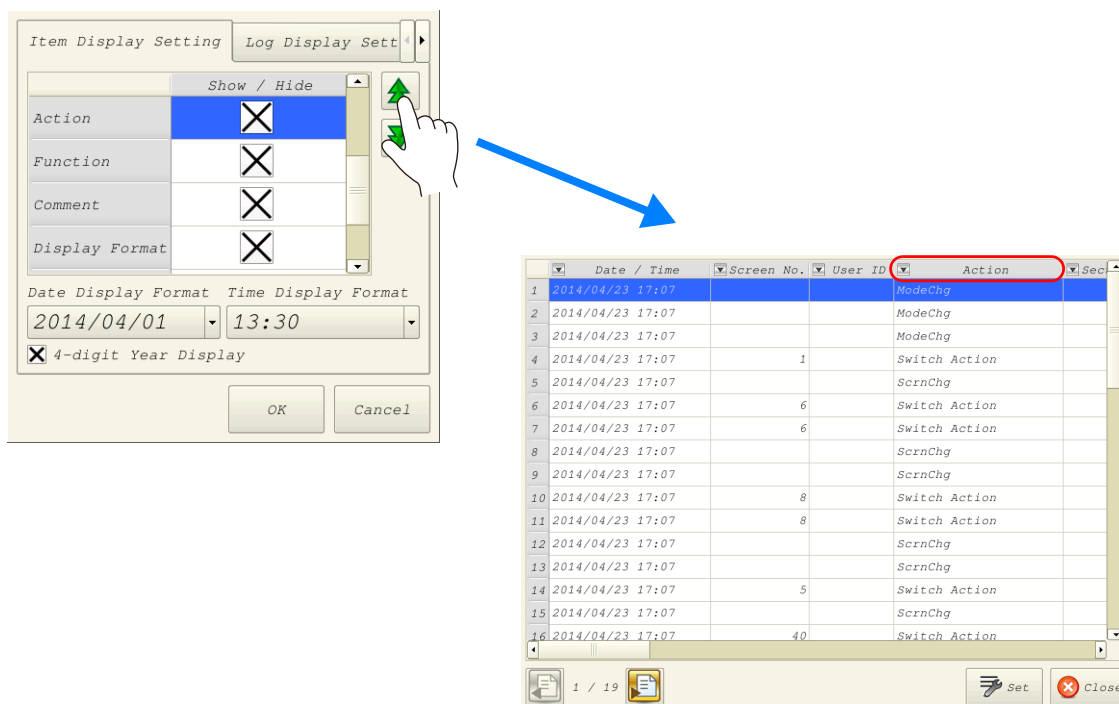 Item Display Setting Log Display Sett
Show / Hide
Action
Function
Comment
Display Format
Date Display Format Time Display Format
2014/04/01 13:30
4-digit Year Display
OK Cancel
Date / Time Screen No. User ID Action Sec
1 2014/04/23 17:07 ModeChg
2 2014/04/23 17:07 ModeChg
3 2014/04/23 17:07 ModeChg
4 2014/04/23 17:07 1 Switch Action
5 2014/04/23 17:07 ScrnChg
6 2014/04/23 17:07 6 Switch Action
7 2014/04/23 17:07 6 Switch Action
8 2014/04/23 17:07 ScrnChg
9 2014/04/23 17:07 ScrnChg
10 2014/04/23 17:07 8 Switch Action
11 2014/04/23 17:07 8 Switch Action
12 2014/04/23 17:07 ScrnChg
13 2014/04/23 17:07 ScrnChg
14 2014/04/23 17:07 5 Switch Action
15 2014/04/23 17:07 ScrnChg
16 2014/04/23 17:07 40 Switch Action
1 / 19 Set Close